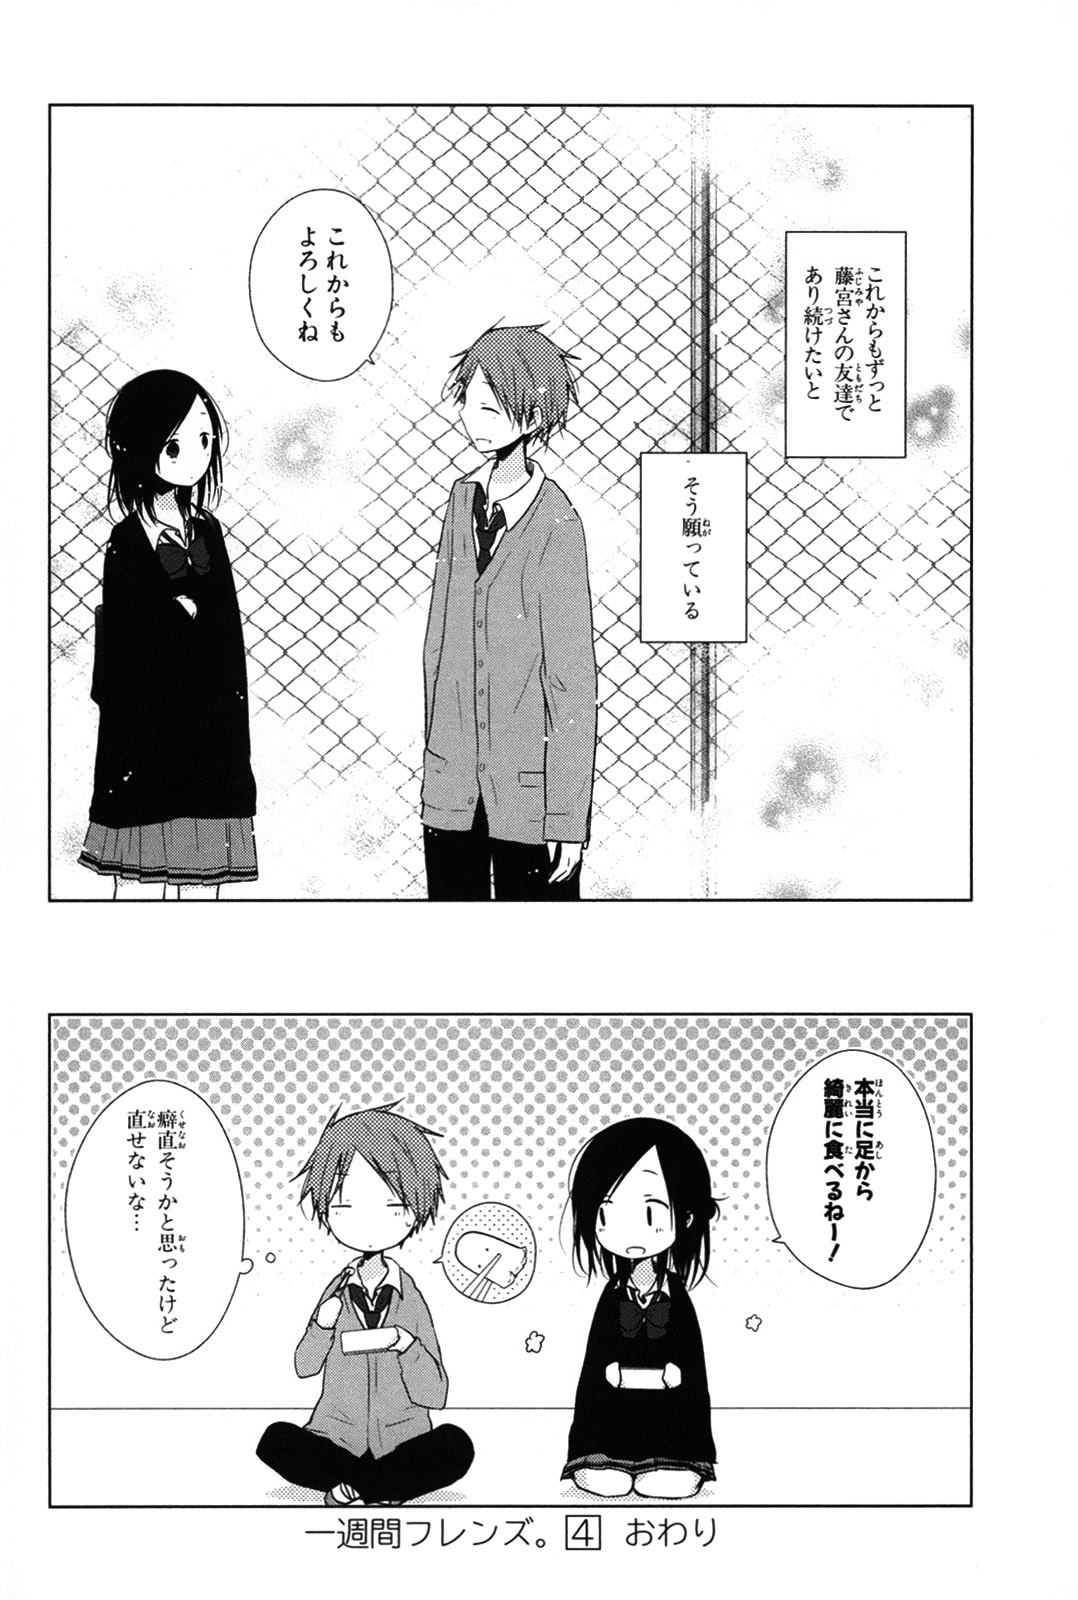 これからもずっと
藤宮さんの友達で
あり続けたいと
そう願っている
これからも
よろしくね
本当に足から
綺麗に食べるねー!
癖直そうかと思ったけど
直せないな…
一週間フレンズ。4 おわり